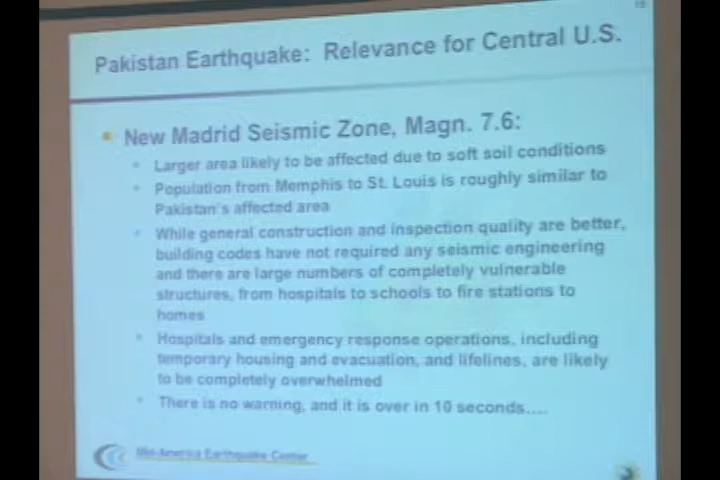 Pakistan Earthquake: Relevance for Central U.S.
New Madrid Seismic Zone, Magn. 7.6:
Larger area likely to be affected due to soft soil conditions
Population from Memphis to St. Louis is roughly similar to
Pakistan's affected area
While general construction and inspection quality are better,
building codes have not required any seismic engineering
and there are large numbers of completely vulnerable
structures, from hospitals to schools to fire stations to
homes
Hospitals and emergency response operations, including
temporary housing and evacuation, and lifelines, are likely
to be completely overwhelmed
There is no warning, and it is over in 10 seconds....
Mid-America Earthquake Center